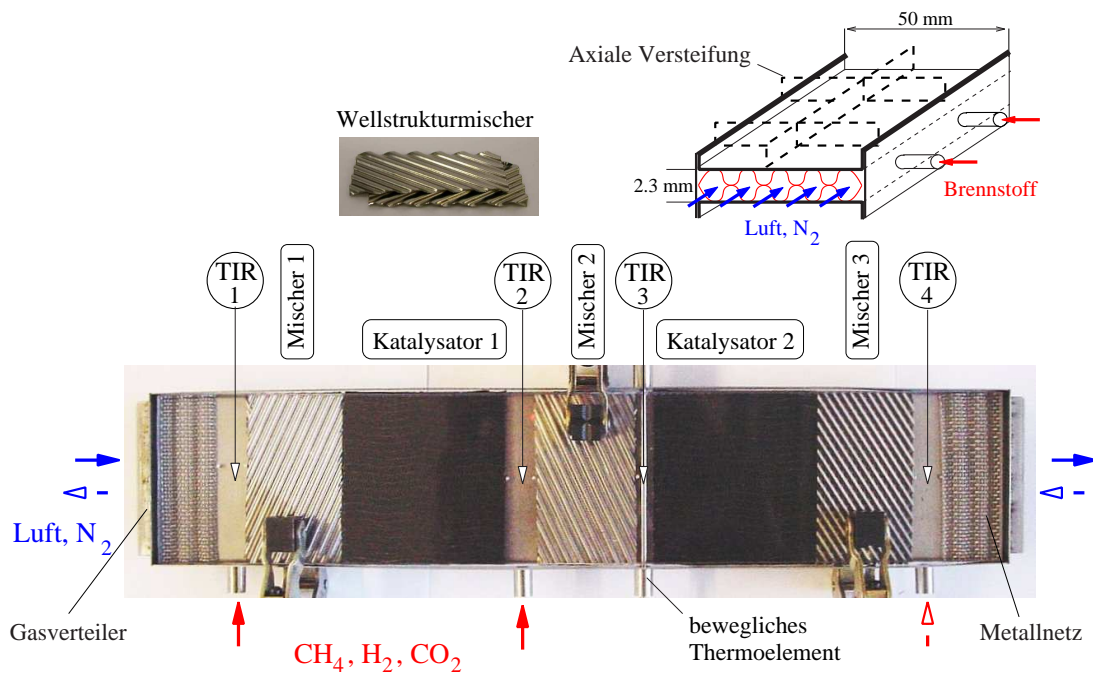 50 mm
Axiale Versteifung
Wellstrukturmischer
2.3 mm
Brennstoff
Luft, N2
TIR
1
Mischer 1
TIR
2
Mischer 2
TIR
3
Mischer 3
TIR
4
Katalysator 1
Katalysator 2
Luft, N2
Gasverteiler
CH4, H2, CO2
bewegliches
Thermoelement
Metallnetz